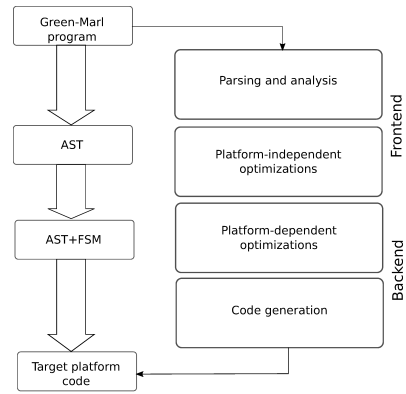 Green-Marl
program
Parsing and analysis
Frontend
AST
Platform-independent
optimizations
AST+FSM
Platform-dependent
optimizations
Backend
Code generation
Target platform
code